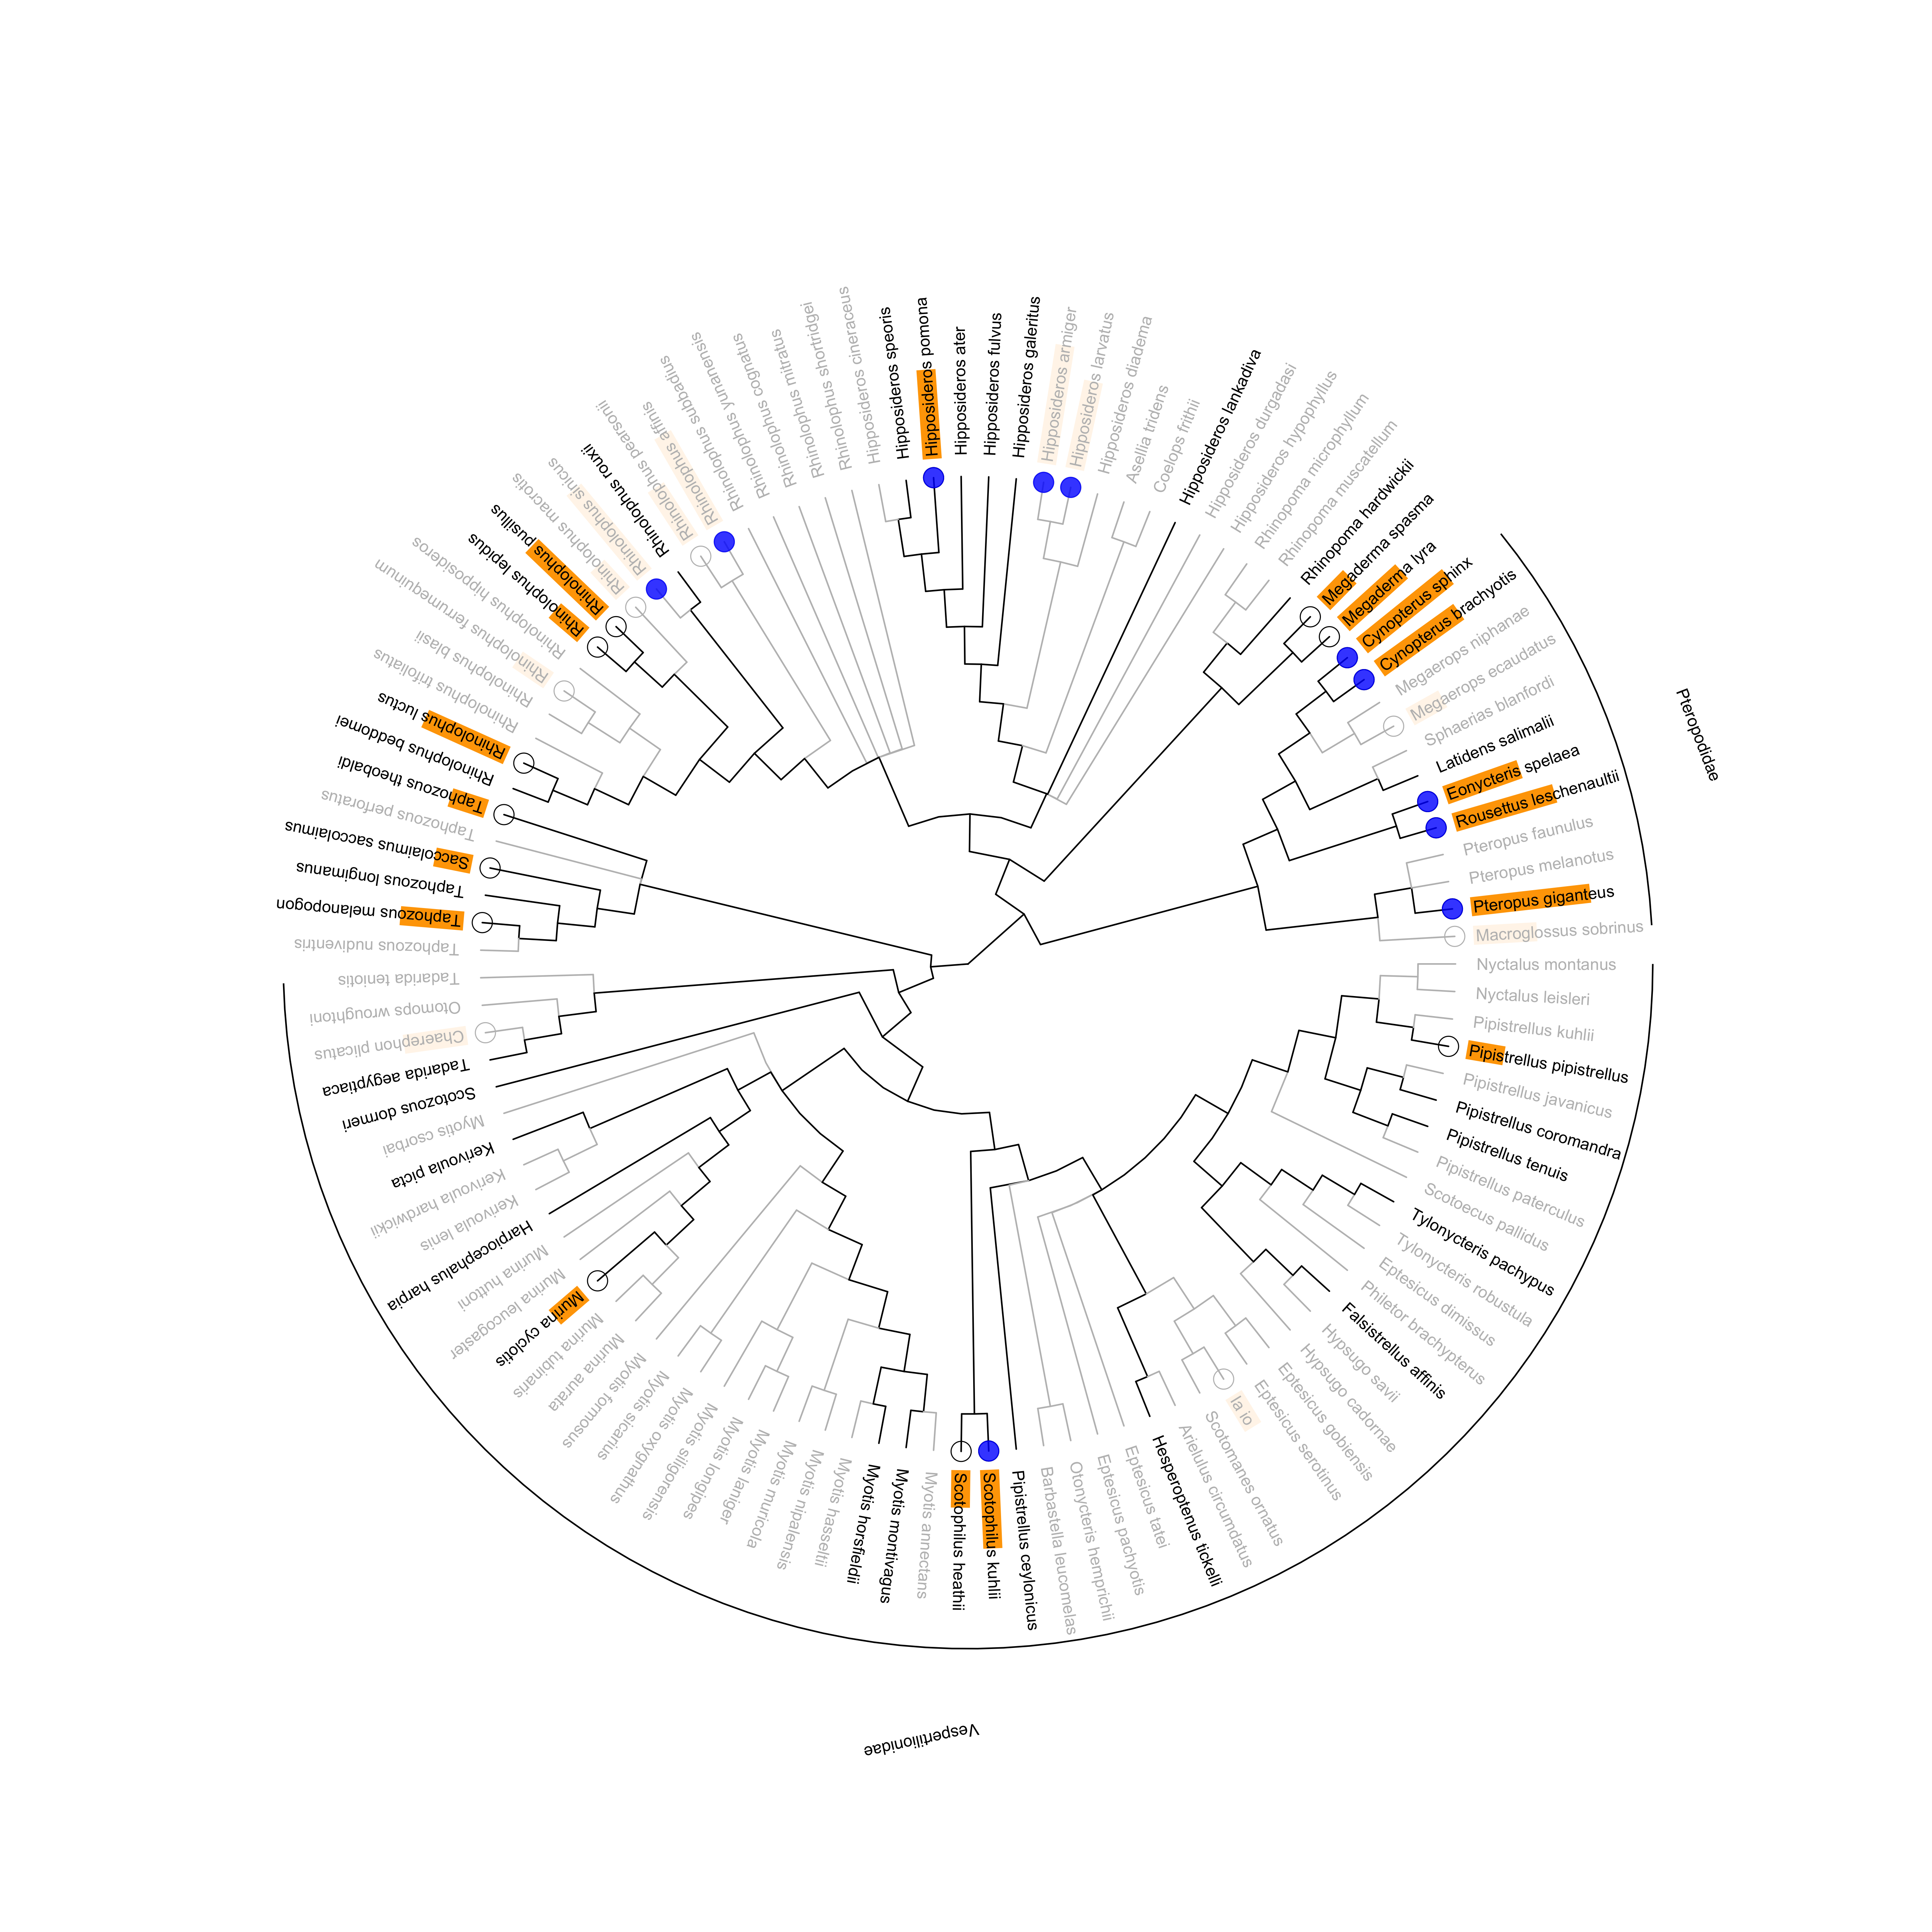 Hipposideros cineraceus
Hipposideros speoris
Hipposideros pomona
Hipposideros ater
Hipposideros fulvus
Hipposideros galeritus
Hipposideros armiger
Hipposideros larvatus
Hipposideros diadema
Asellia tridens
Coelops frithii
Hipposideros lankadiva
Hipposideros durgadasi
Hipposideros hypophyllus
Rhinopoma microphyllum
Rhinopoma muscatellum
Rhinopoma hardwickii
Megaderma spasma
Megaderma lyra
Cynopterus sphinx
Cynopterus brachyotis
Megaerops niphanae
Megaerops ecaudatus
Sphaerias blanfordi
Latidens salimalii
Eonycteris spelaea
Rousettus leschenaultii
Pteropus faunulus
Pteropus melanotus
Pteropus giganteus
Macroglossus sobrinus
Pteropodidae
Nyctalus montanus
Nyctalus leisleri
Pipistrellus kuhlii
Pipistrellus pipistrellus
Pipistrellus javanicus
Pipistrellus coromandra
Pipistrellus tenuis
Pipistrellus paterculus
Scotoecus pallidus
Tylonycteris pachypus
Tylonycteris robustula
Eptesicus dimissus
Philetor brachypterus
Falsistrellus affinis
Hypsugo savii
Hypsugo cadornae
Eptesicus gobiensis
Eptesicus serotinus
Ia io
Scotomanes ornatus
Arielulus circumdatus
Hesperoptenus tickelli
Eptesicus tatei
Eptesicus pachyotis
Otonycteris hemprichii
Barbastella leucomelas
Pipistrellus ceylonicus
Scotophilus kuhlii
Scotophilus heathii
Myotis annectans
Myotis montivagus
Myotis horsfieldii
Myotis hasseltii
Myotis nipalensis
Myotis muricola
Myotis laniger
Myotis longipes
Myotis siligorensis
Myotis oxygnathus
Myotis sicarius
Myotis formosus
Murina aurata
Murina tubinaris
Murina cyclotis
Murina leucogaster
Murina huttoni
Harpiocephalus harpia
Kerivoula lenis
Kerivoula hardwickii
Kerivoula picta
Myotis csorbai
Scotozous dormeri
Tadarida aegyptiaca
Chaerephon plicatus
Otomops wroughtoni
Tadarida teniotis
Vespertilionidae
Taphozous nudiventris
Taphozous melanopogon
Taphozous longimanus
Saccolaimus saccolaimus
Taphozous perforatus
Taphozous theobaldi
Rhinolophus beddomei
Rhinolophus luctus
Rhinolophus trifoliatus
Rhinolophus blasii
Rhinolophus ferrumequinum
Rhinolophus hipposideros
Rhinolophus lepidus
Rhinolophus pusillus
Rhinolophus macrotis
Rhinolophus sinicus
Rhinolophus rouxii
Rhinolophus pearsonii
Rhinolophus affinis
Rhinolophus subbadius
Rhinolophus yunanensis
Rhinolophus cognatus
Rhinolophus mitratus
Rhinolophus shortridgei